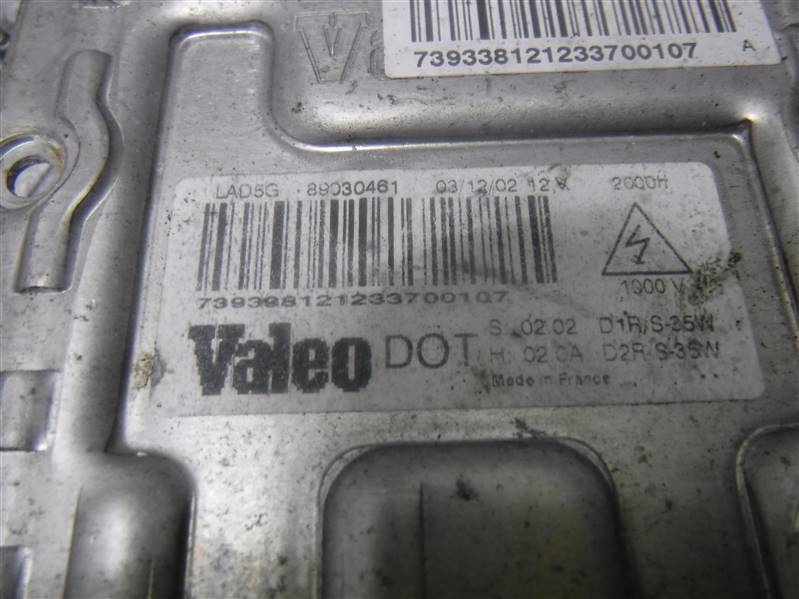 739338121233700107 A
LAD5G 89030461 03/12/02 12 V 2000H
739398121233700107
1000 V
Valeo DOT S: 02.02 D1R/S-35W
H: 02.0A D2R/S-35W
Made in France